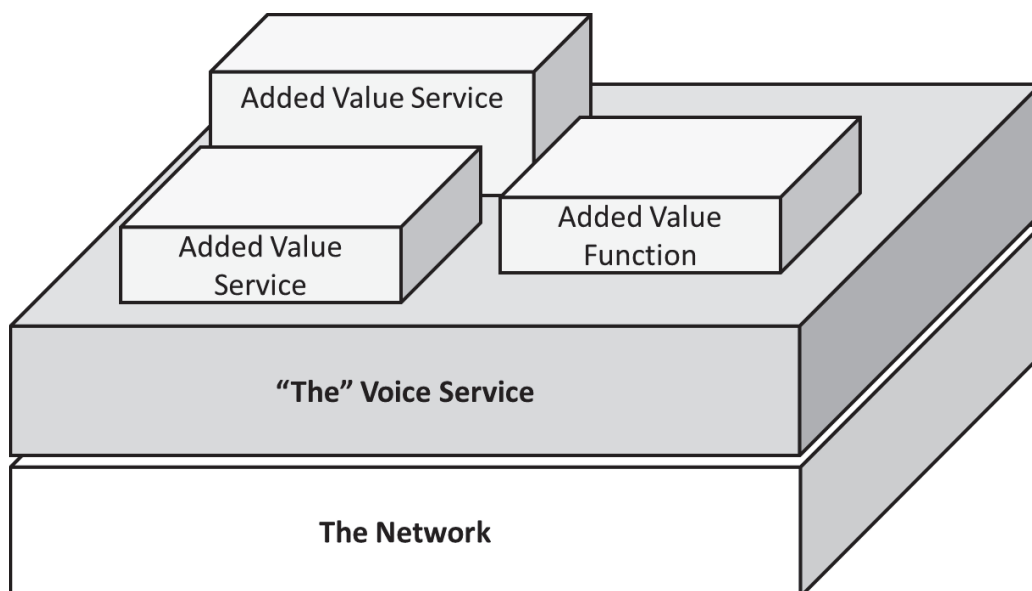 Added Value Service
Added Value
Service
Added Value
Function
“The” Voice Service
The Network